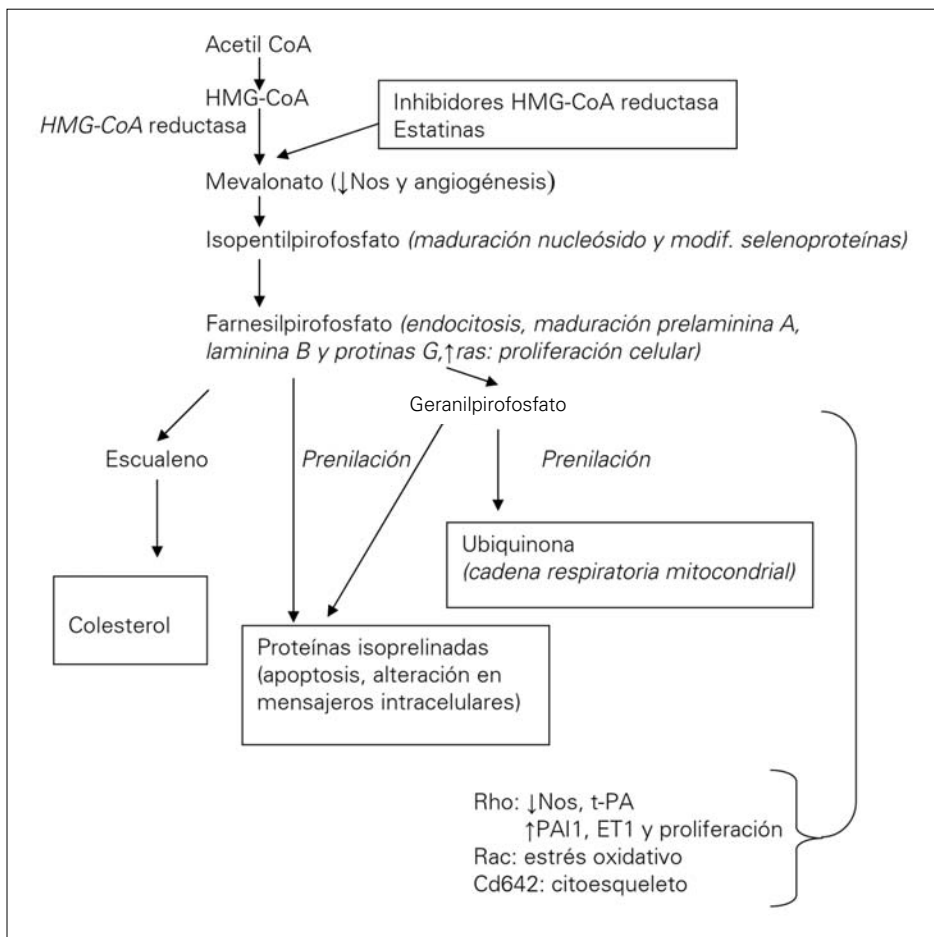 Acetil CoA
HMG-CoA
HMG-CoA reductasa
Inhibidores HMG-CoA reductasa
Estatinas
Mevalonato (↓Nos y angiogénesis)
Isopentilpirofosfato (maduración nucleósido y modif. selenoproteínas)
Farnesilpirofosfato (endocitosis, maduración prelaminina A,
laminina B y protinas G,↑ras: proliferación celular)
Geranilpirofosfato
Escualeno
Prenilación
Prenilación
Ubiquinona
(cadena respiratoria mitocondrial)
Colesterol
Proteínas isoprelinadas
(apoptosis, alteración en
mensajeros intracelulares)
Rho: ↓Nos, t-PA
↑PAI1, ET1 y proliferación
Rac: estrés oxidativo
Cd642: citoesqueleto